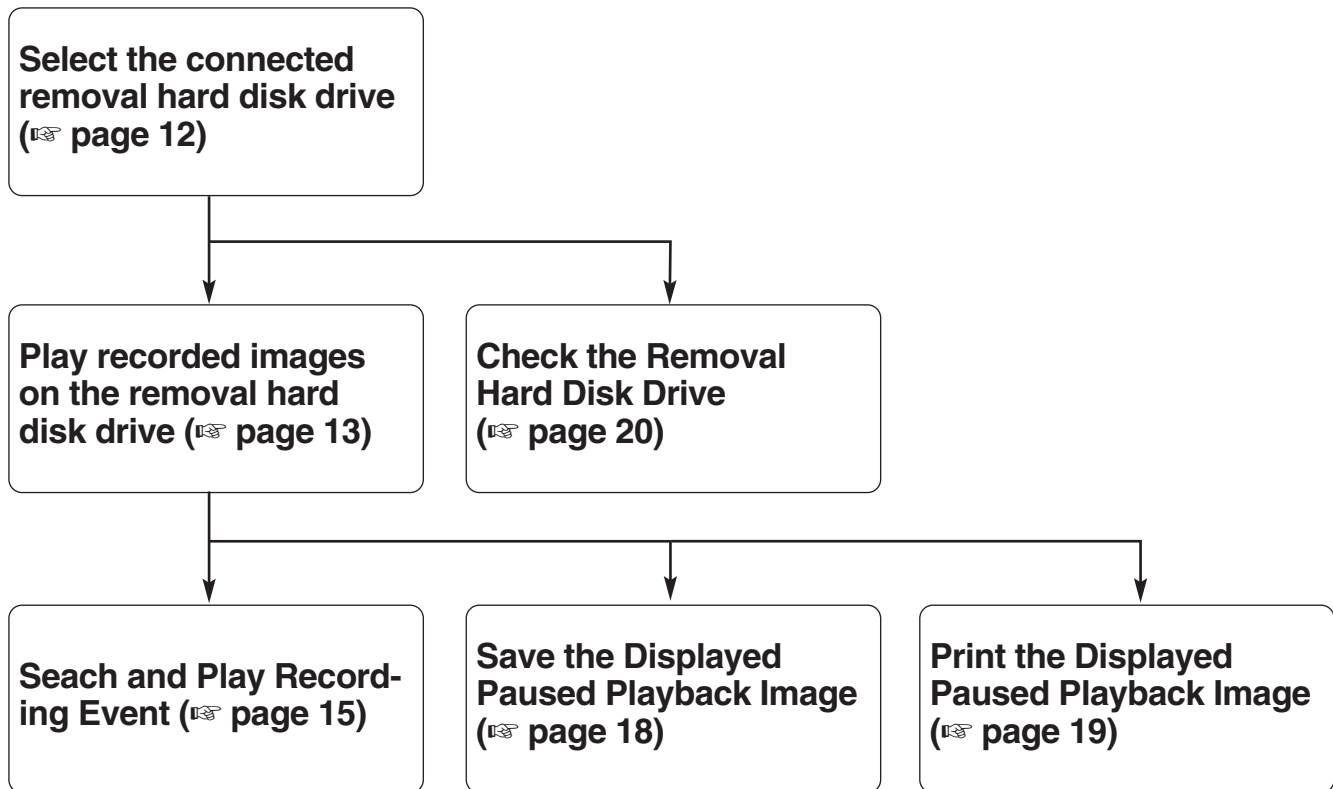 Select the connected
removal hard disk drive
(☞ page 12)
Play recorded images
on the removal hard
disk drive (☞ page 13)
Check the Removal
Hard Disk Drive
(☞ page 20)
Seach and Play Record-
ing Event (☞ page 15)
Save the Displayed
Paused Playback Image
(☞ page 18)
Print the Displayed
Paused Playback Image
(☞ page 19)